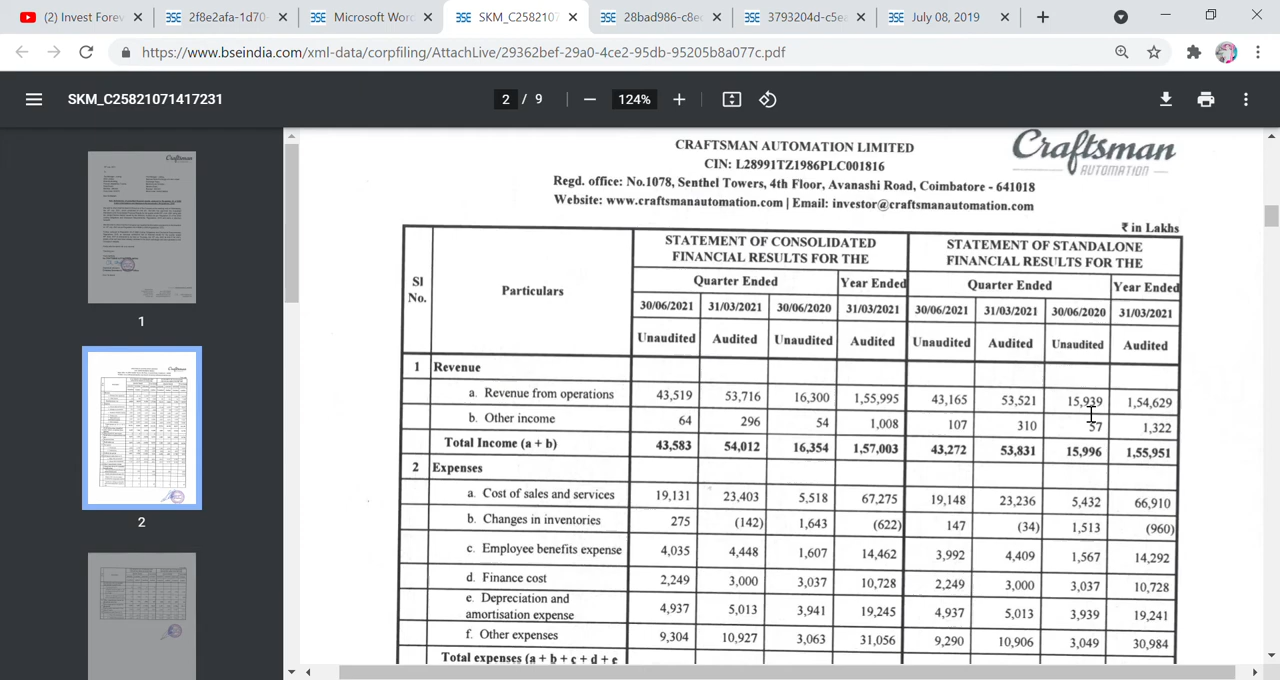 (2) Invest Forev
2f8e2afa-1d70-
Microsoft Word
SKM_C2582107
28bad986-c8e
3793204d-c5ea
July 08, 2019
https://www.bseindia.com/xml-data/corpfiling/AttachLive/29362bef-29a0-4ce2-95db-95205b8a077c.pdf
SKM_C25821071417231
2 / 9
124%
1
2
CRAFTSMAN AUTOMATION LIMITED
CIN: L28991TZ1986PLC001816
Regd. office: No.1078, Senthel Towers, 4th Floor, Avanashi Road, Coimbatore - 641018
Website: www.craftsmanautomation.com | Email: investor@craftsmanautomation.com
Craftsman
AUTOMATION
₹ in Lakhs
Sl No. Particulars STATEMENT OF CONSOLIDATED FINANCIAL RESULTS FOR THE STATEMENT OF STANDALONE FINANCIAL RESULTS FOR THE
Quarter Ended Year Ended Quarter Ended Year Ended
30/06/2021 31/03/2021 30/06/2020 31/03/2021 30/06/2021 31/03/2021 30/06/2020 31/03/2021
Unaudited Audited Unaudited Audited Unaudited Audited Unaudited Audited
1 Revenue
a. Revenue from operations 43,519 53,716 16,300 1,55,995 43,165 53,521 15,939 1,54,629
b. Other income 64 296 54 1,008 107 310 57 1,322
Total Income (a + b) 43,583 54,012 16,354 1,57,003 43,272 53,831 15,996 1,55,951
2 Expenses
a. Cost of sales and services 19,131 23,403 5,518 67,275 19,148 23,236 5,432 66,910
b. Changes in inventories 275 (142) 1,643 (622) 147 (34) 1,513 (960)
c. Employee benefits expense 4,035 4,448 1,607 14,462 3,992 4,409 1,567 14,292
d. Finance cost 2,249 3,000 3,037 10,728 2,249 3,000 3,037 10,728
e. Depreciation and amortisation expense 4,937 5,013 3,941 19,245 4,937 5,013 3,939 19,241
f. Other expenses 9,304 10,927 3,063 31,056 9,290 10,906 3,049 30,984
Total expenses (a + b + c + d + e